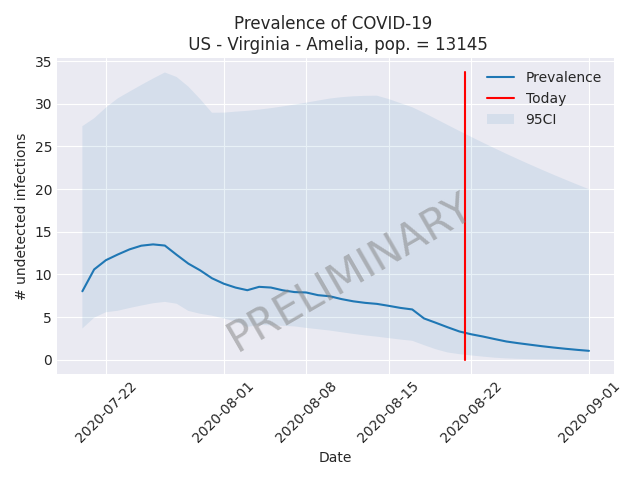 Prevalence of COVID-19
US - Virginia - Amelia, pop. = 13145
35
30
25
20
15
10
5
0
# undetected infections
Prevalence
Today
95CI
PRELIMINARY
2020-07-22
2020-08-01
2020-08-08
2020-08-15
2020-08-22
2020-09-01
Date